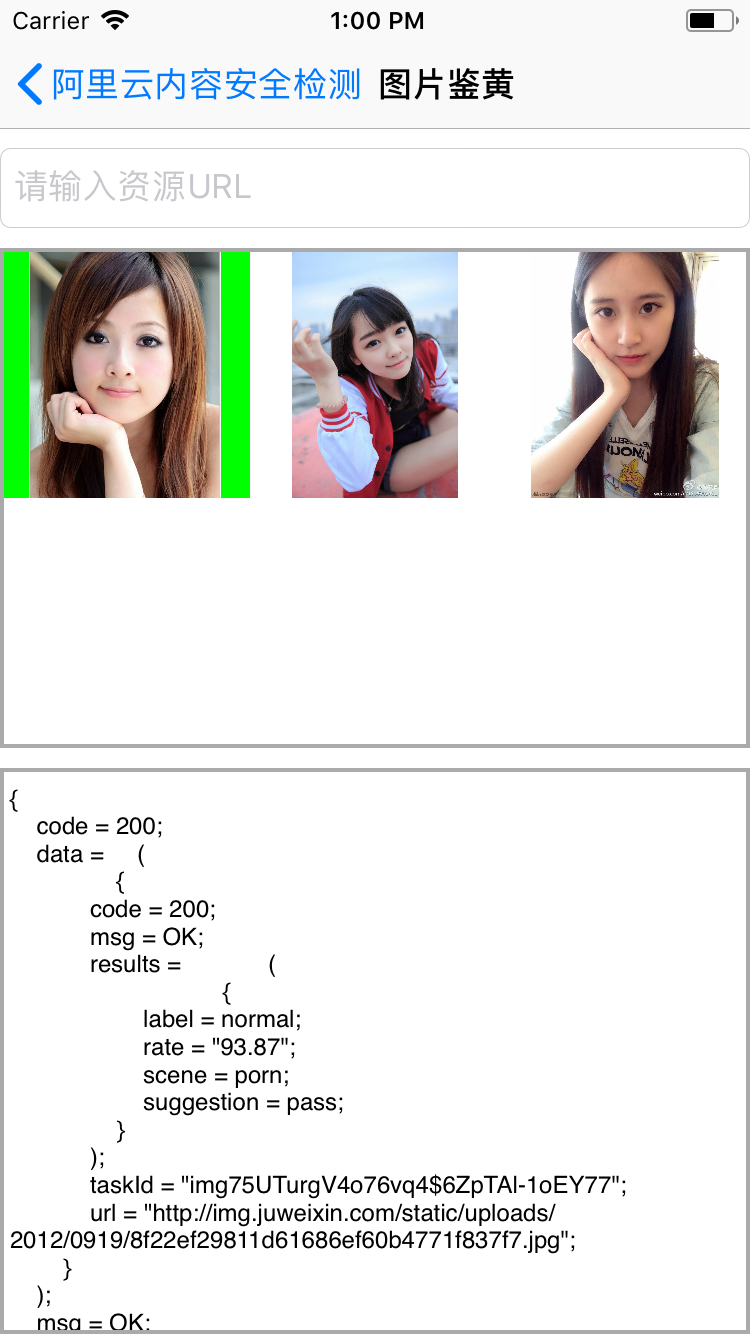 Carrier 1:00 PM
阿里云内容安全检测 图片鉴黄
请输入资源URL
{
code = 200;
data = (
{
code = 200;
msg = OK;
results = (
{
label = normal;
rate = "93.87";
scene = porn;
suggestion = pass;
}
);
taskId = "img75UTurgV4o76vq4$6ZpTAl-1oEY77";
url = "http://img.juweixin.com/static/uploads/
2012/0919/8f22ef29811d61686ef60b4771f837f7.jpg";
}
);
msg = OK;